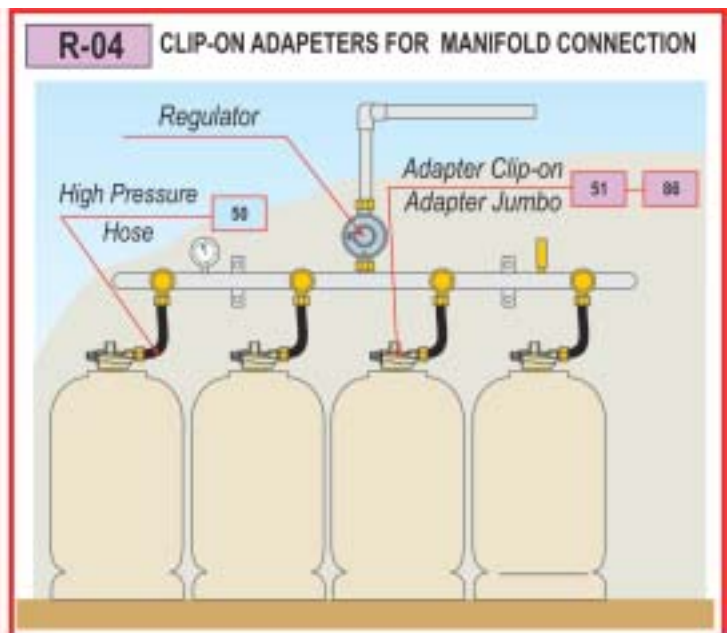 R-04 CLIP-ON ADAPETERS FOR MANIFOLD CONNECTION
Regulator
High Pressure
Hose
50
Adapter Clip-on
Adapter Jumbo
51
86